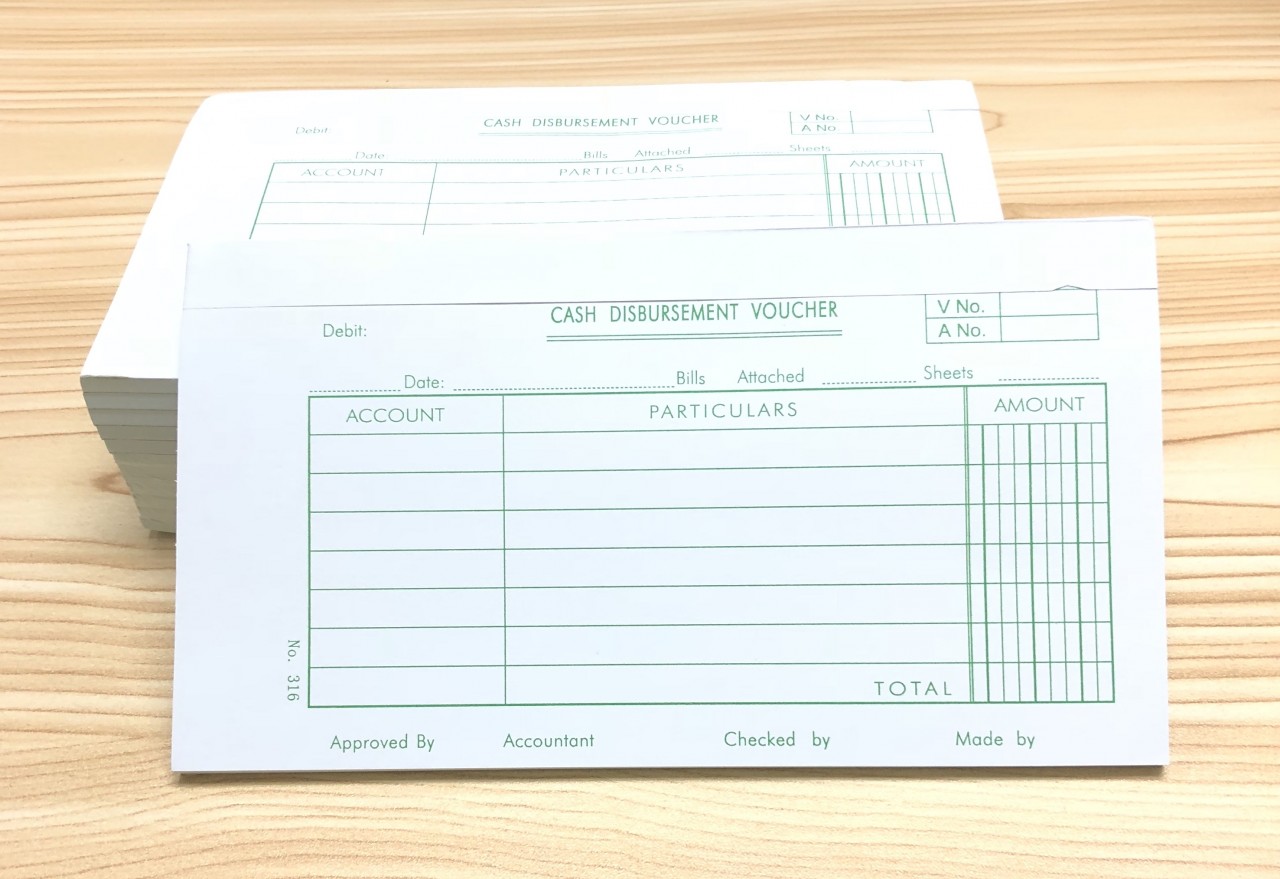 Debit:
CASH DISBURSEMENT VOUCHER
V No.
A No
Date
Bills Attached Sheets
ACCOUNT PARTICULARS AMOUNT
Debit:
CASH DISBURSEMENT VOUCHER
V No.
A No.
Date: Bills Attached Sheets
ACCOUNT PARTICULARS AMOUNT
TOTAL
No. 316
Approved By Accountant Checked by Made by